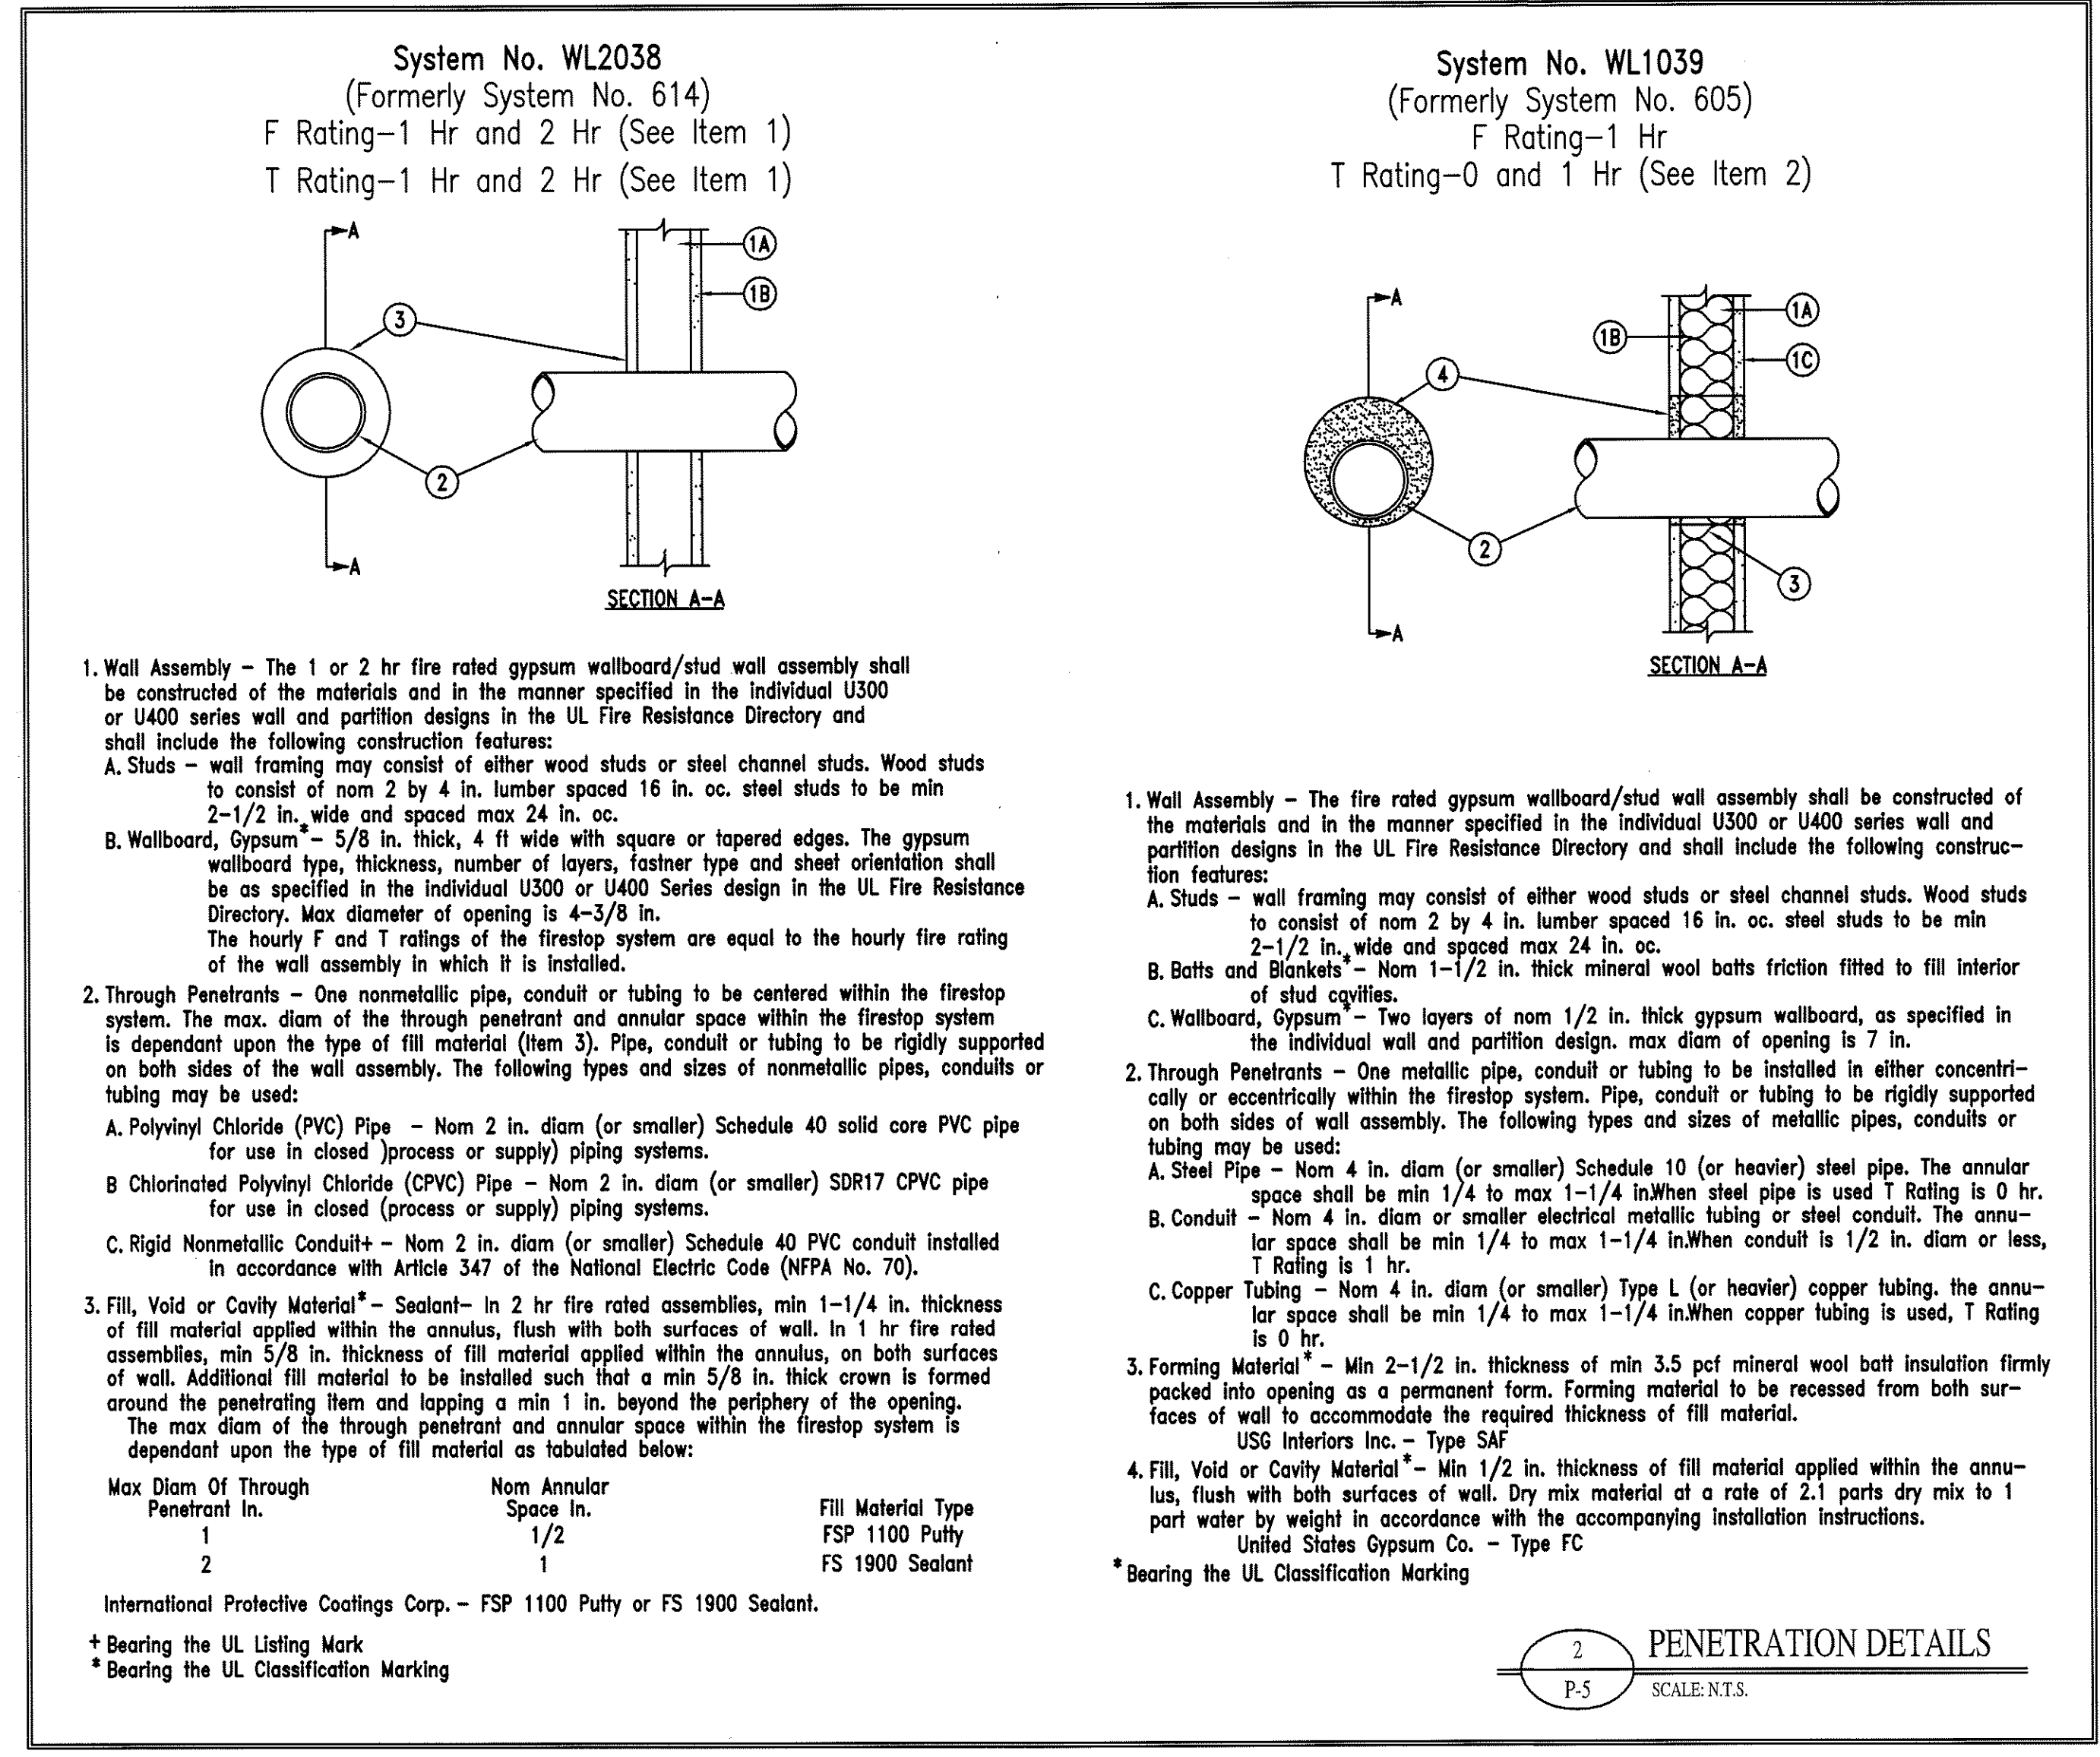 System No. WL2038
(Formerly System No. 614)
F Rating–1 Hr and 2 Hr (See Item 1)
T Rating–1 Hr and 2 Hr (See Item 1)
A
1A
1B
3
2
A
SECTION A–A
1. Wall Assembly – The 1 or 2 hr fire rated gypsum wallboard/stud wall assembly shall
be constructed of the materials and in the manner specified in the individual U300
or U400 series wall and partition designs in the UL Fire Resistance Directory and
shall include the following construction features:
A. Studs – wall framing may consist of either wood studs or steel channel studs. Wood studs
to consist of nom 2 by 4 in. lumber spaced 16 in. oc. steel studs to be min
2–1/2 in. wide and spaced max 24 in. oc.
B. Wallboard, Gypsum*– 5/8 in. thick, 4 ft wide with square or tapered edges. The gypsum
wallboard type, thickness, number of layers, fastner type and sheet orientation shall
be as specified in the individual U300 or U400 Series design in the UL Fire Resistance
Directory. Max diameter of opening is 4–3/8 in.
The hourly F and T ratings of the firestop system are equal to the hourly fire rating
of the wall assembly in which it is installed.
2. Through Penetrants – One nonmetallic pipe, conduit or tubing to be centered within the firestop
system. The max. diam of the through penetrant and annular space within the firestop system
is dependant upon the type of fill material (Item 3). Pipe, conduit or tubing to be rigidly supported
on both sides of the wall assembly. The following types and sizes of nonmetallic pipes, conduits or
tubing may be used:
A. Polyvinyl Chloride (PVC) Pipe – Nom 2 in. diam (or smaller) Schedule 40 solid core PVC pipe
for use in closed )process or supply) piping systems.
B Chlorinated Polyvinyl Chloride (CPVC) Pipe – Nom 2 in. diam (or smaller) SDR17 CPVC pipe
for use in closed (process or supply) piping systems.
C. Rigid Nonmetallic Conduit+ – Nom 2 in. diam (or smaller) Schedule 40 PVC conduit installed
in accordance with Article 347 of the National Electric Code (NFPA No. 70).
3. Fill, Void or Cavity Material*– Sealant– In 2 hr fire rated assemblies, min 1–1/4 in. thickness
of fill material applied within the annulus, flush with both surfaces of wall. In 1 hr fire rated
assemblies, min 5/8 in. thickness of fill material applied within the annulus, on both surfaces
of wall. Additional fill material to be installed such that a min 5/8 in. thick crown is formed
around the penetrating item and lapping a min 1 in. beyond the periphery of the opening.
The max diam of the through penetrant and annular space within the firestop system is
dependant upon the type of fill material as tabulated below:
Max Diam Of Through Nom Annular
Penetrant In. Space In. Fill Material Type
1 1/2 FSP 1100 Putty
2 1 FS 1900 Sealant
International Protective Coatings Corp. – FSP 1100 Putty or FS 1900 Sealant.
+ Bearing the UL Listing Mark
* Bearing the UL Classification Marking
System No. WL1039
(Formerly System No. 605)
F Rating–1 Hr
T Rating–0 and 1 Hr (See Item 2)
A
1A
1B
1C
4
2
3
A
SECTION A–A
1. Wall Assembly – The fire rated gypsum wallboard/stud wall assembly shall be constructed of
the materials and in the manner specified in the individual U300 or U400 series wall and
partition designs in the UL Fire Resistance Directory and shall include the following construc–
tion features:
A. Studs – wall framing may consist of either wood studs or steel channel studs. Wood studs
to consist of nom 2 by 4 in. lumber spaced 16 in. oc. steel studs to be min
2–1/2 in. wide and spaced max 24 in. oc.
B. Batts and Blankets*– Nom 1–1/2 in. thick mineral wool batts friction fitted to fill interior
of stud cavities.
C. Wallboard, Gypsum*– Two layers of nom 1/2 in. thick gypsum wallboard, as specified in
the individual wall and partition design. max diam of opening is 7 in.
2. Through Penetrants – One metallic pipe, conduit or tubing to be installed in either concentri–
cally or eccentrically within the firestop system. Pipe, conduit or tubing to be rigidly supported
on both sides of wall assembly. The following types and sizes of metallic pipes, conduits or
tubing may be used:
A. Steel Pipe – Nom 4 in. diam (or smaller) Schedule 10 (or heavier) steel pipe. The annular
space shall be min 1/4 to max 1–1/4 in.When steel pipe is used T Rating is 0 hr.
B. Conduit – Nom 4 in. diam or smaller electrical metallic tubing or steel conduit. The annu–
lar space shall be min 1/4 to max 1–1/4 in.When conduit is 1/2 in. diam or less,
T Rating is 1 hr.
C. Copper Tubing – Nom 4 in. diam (or smaller) Type L (or heavier) copper tubing. the annu–
lar space shall be min 1/4 to max 1–1/4 in.When copper tubing is used, T Rating
is 0 hr.
3. Forming Material* – Min 2–1/2 in. thickness of min 3.5 pcf mineral wool batt insulation firmly
packed into opening as a permanent form. Forming material to be recessed from both sur–
faces of wall to accommodate the required thickness of fill material.
USG Interiors Inc. – Type SAF
4. Fill, Void or Cavity Material*– Min 1/2 in. thickness of fill material applied within the annu–
lus, flush with both surfaces of wall. Dry mix material at a rate of 2.1 parts dry mix to 1
part water by weight in accordance with the accompanying installation instructions.
United States Gypsum Co. – Type FC
* Bearing the UL Classification Marking
2
P-5
PENETRATION DETAILS
SCALE: N.T.S.